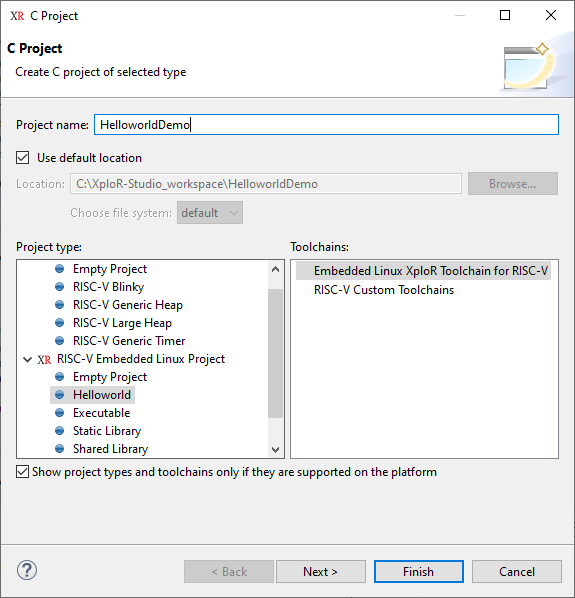 XR C Project
C Project
Create C project of selected type
Project name: HelloworldDemo
Use default location
Location: C:\XploR-Studio_workspace\HelloworldDemo Browse...
Choose file system: default
Project type:
Empty Project
RISC-V Blinky
RISC-V Generic Heap
RISC-V Large Heap
RISC-V Generic Timer
XR RISC-V Embedded Linux Project
Empty Project
Helloworld
Executable
Static Library
Shared Library
Toolchains:
Embedded Linux XploR Toolchain for RISC-V
RISC-V Custom Toolchains
Show project types and toolchains only if they are supported on the platform
? < Back Next > Finish Cancel